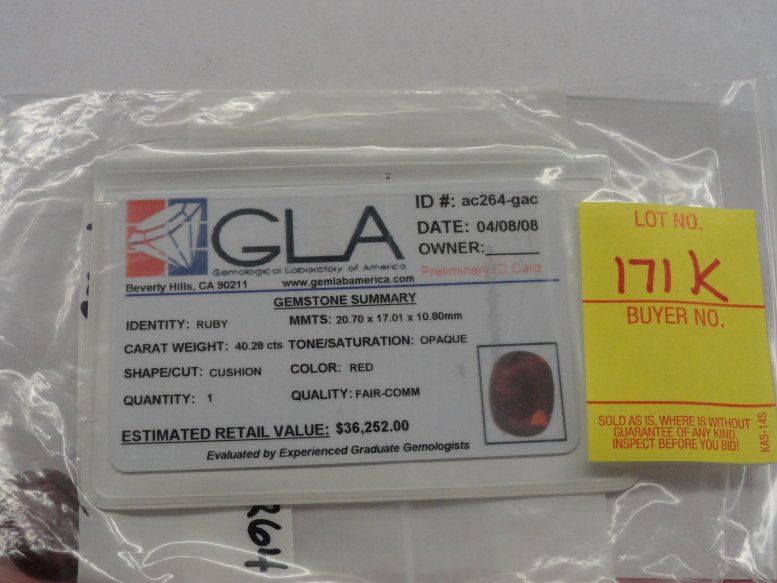 GLA
Gemological Laboratory of America
Beverly Hills, CA 90211 www.gemlabamerica.com
ID #: ac264-gac
DATE: 04/08/08
OWNER:
Preliminary ID Card
GEMSTONE SUMMARY
IDENTITY: RUBY MMTS: 20.70 x 17.01 x 10.80mm
CARAT WEIGHT: 40.28 cts TONE/SATURATION: OPAQUE
SHAPE/CUT: CUSHION COLOR: RED
QUANTITY: 1 QUALITY: FAIR-COMM
ESTIMATED RETAIL VALUE: $36,252.00
Evaluated by Experienced Graduate Gemologists
LOT NO.
171K
BUYER NO.
SOLD AS IS, WHERE IS WITHOUT
GUARANTEE OF ANY KIND.
INSPECT BEFORE YOU BID!
KAS-14S
264